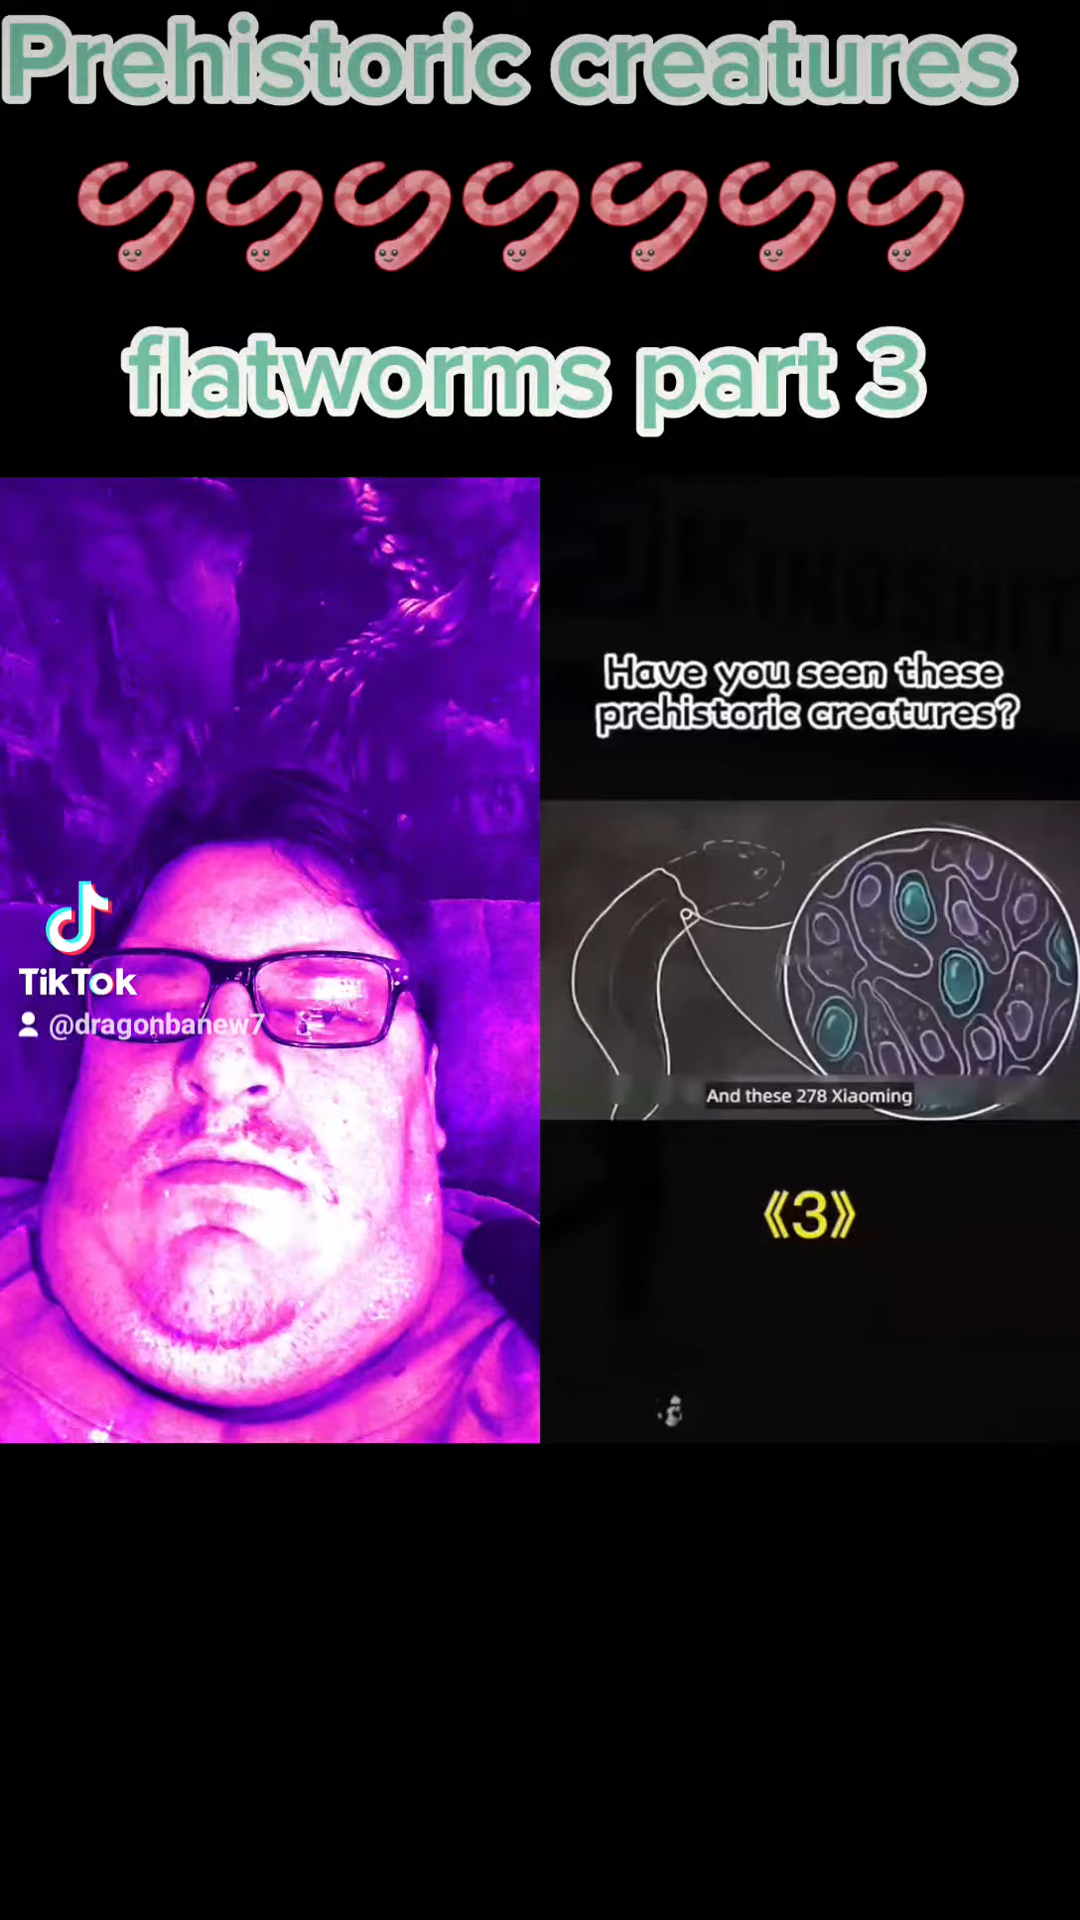 Prehistoric creatures
flatworms part 3
Have you seen these
prehistoric creatures?
TikTok
@dragonbanew7
And these 278 Xiaoming
《3》